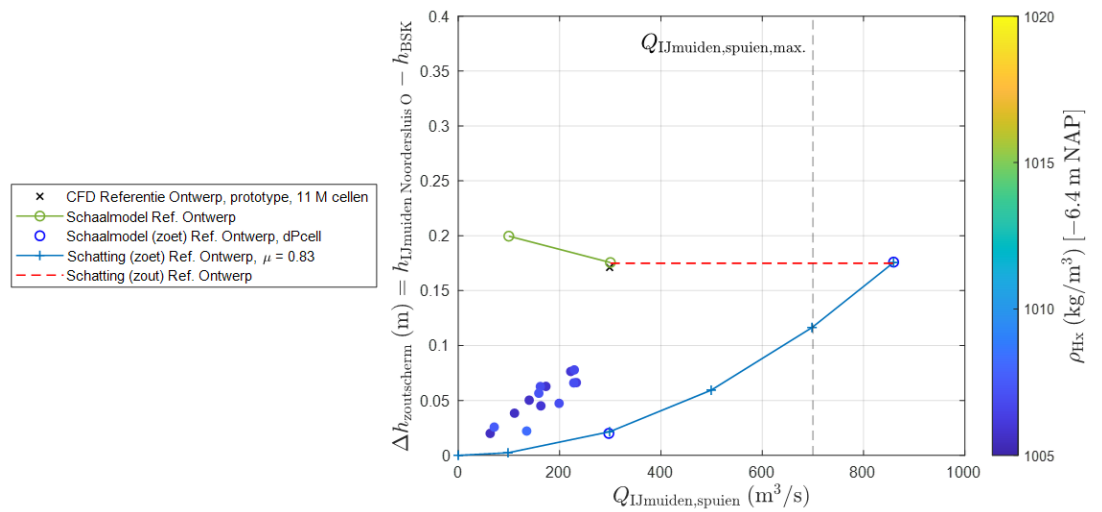 CFD Referentie Ontwerp, prototype, 11 M cellen
Schaalmodel Ref. Ontwerp
Schaalmodel (zoet) Ref. Ontwerp, dPcell
Schatting (zoet) Ref. Ontwerp, μ = 0.83
Schatting (zout) Ref. Ontwerp
Δh_zoutscherm (m) = h_IJmuiden Noordersluis O − h_BSK
0.4
0.35
0.3
0.25
0.2
0.15
0.1
0.05
0
Q_IJmuiden,spuien,max.
0 200 400 600 800 1000
Q_IJmuiden,spuien (m³/s)
1020
1015
1010
1005
ρ_Hx (kg/m³) [−6.4 m NAP]